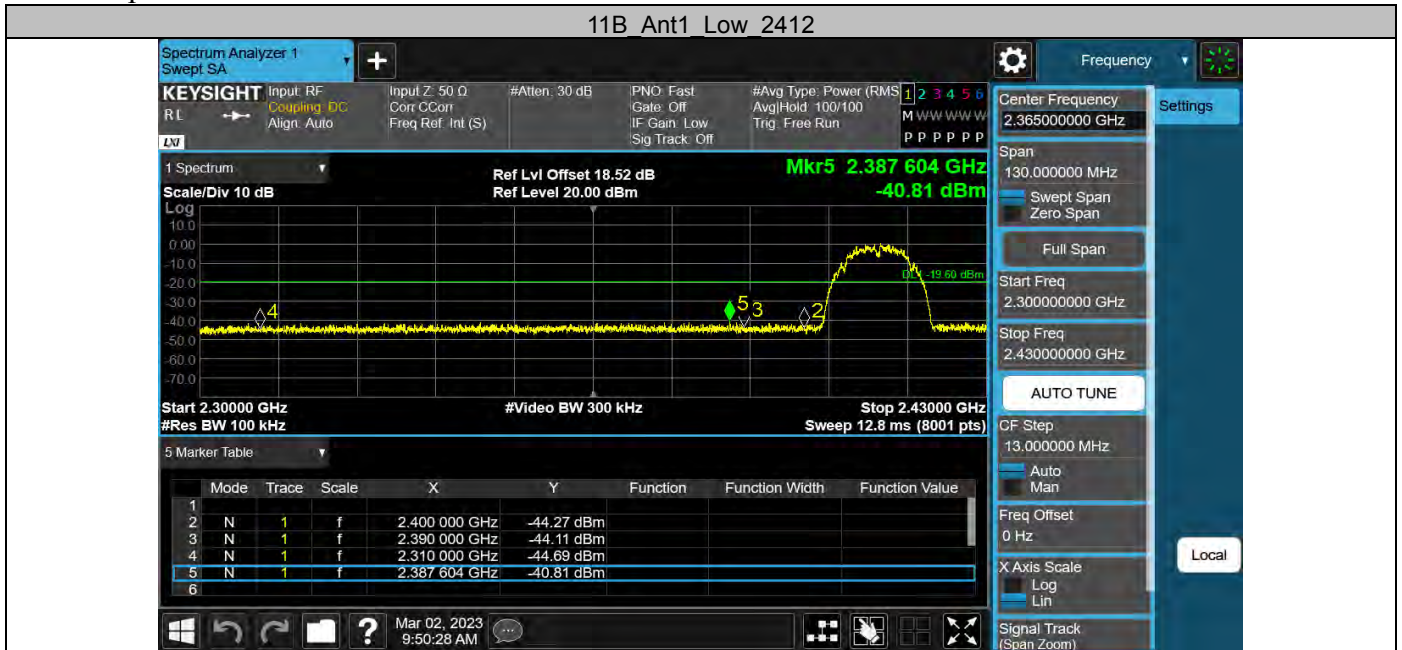 11B_Ant1_Low_2412
Spectrum Analyzer 1
Swept SA
Frequency
KEYSIGHT
RL
LXI
Input: RF
Coupling: DC
Align: Auto
Input Z: 50 Ω
Corr CCorr
Freq Ref: Int (S)
#Atten: 30 dB
PNO: Fast
Gate: Off
IF Gain: Low
Sig Track: Off
#Avg Type: Power (RMS
Avg|Hold: 100/100
Trig: Free Run
1 2 3 4 5 6
M W W W W W
P P P P P P
Center Frequency
2.365000000 GHz
Settings
1 Spectrum
Scale/Div 10 dB
Ref Lvl Offset 18.52 dB
Ref Level 20.00 dBm
Mkr5 2.387 604 GHz
-40.81 dBm
Log
10.0
0.00
-10.0
-20.0
-30.0
-40.0
-50.0
-60.0
-70.0
DL1 -19.60 dBm
4
5
3
2
Start 2.30000 GHz
#Video BW 300 kHz
Stop 2.43000 GHz
#Res BW 100 kHz
Sweep 12.8 ms (8001 pts)
Span
130.000000 MHz
Swept Span
Zero Span
Full Span
Start Freq
2.300000000 GHz
Stop Freq
2.430000000 GHz
AUTO TUNE
CF Step
13.000000 MHz
Auto
Man
Freq Offset
0 Hz
X Axis Scale
Log
Lin
Signal Track
(Span Zoom)
Local
5 Marker Table
Mode Trace Scale X Y Function Function Width Function Value
1
2 N 1 f 2.400 000 GHz -44.27 dBm
3 N 1 f 2.390 000 GHz -44.11 dBm
4 N 1 f 2.310 000 GHz -44.69 dBm
5 N 1 f 2.387 604 GHz -40.81 dBm
6
?
Mar 02, 2023
9:50:28 AM